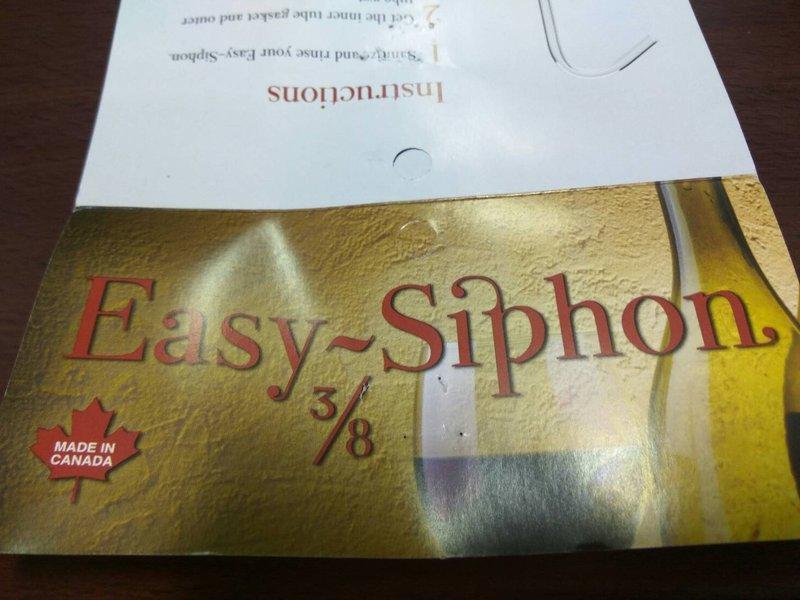 Easy~Siphon
3/8
MADE IN
CANADA
Instructions
1 Sanitize and rinse your Easy-Siphon.
2 Get the inner tube gasket and outer